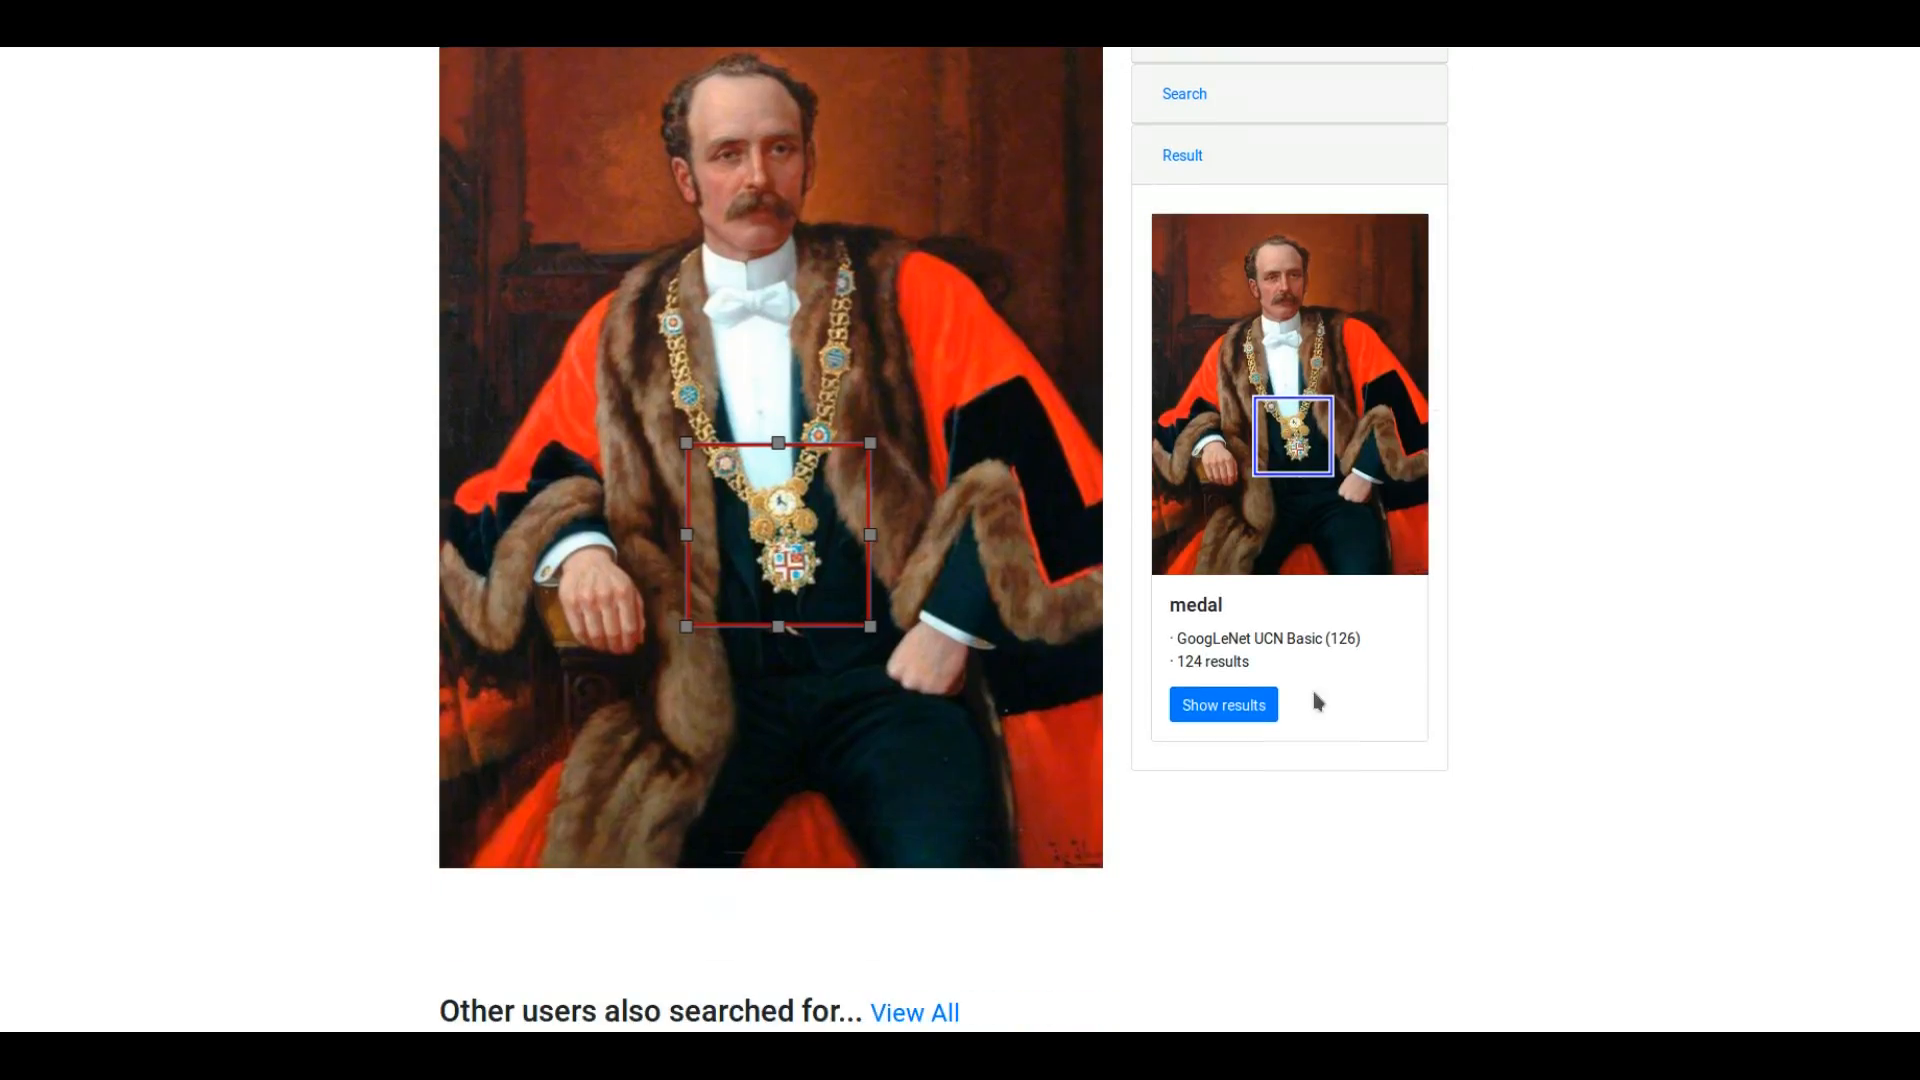 Search
Result
medal
· GoogLeNet UCN Basic (126)
· 124 results
Show results
Other users also searched for... View All